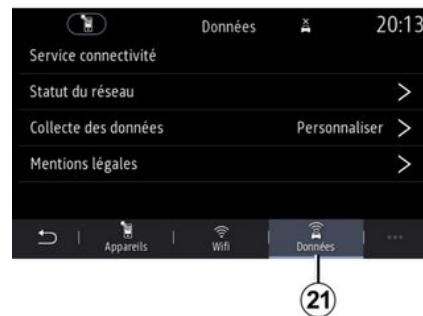 Données 20:13
Service connectivité
Statut du réseau
Collecte des données Personnaliser
Mentions légales
Appareils Wifi Données
21